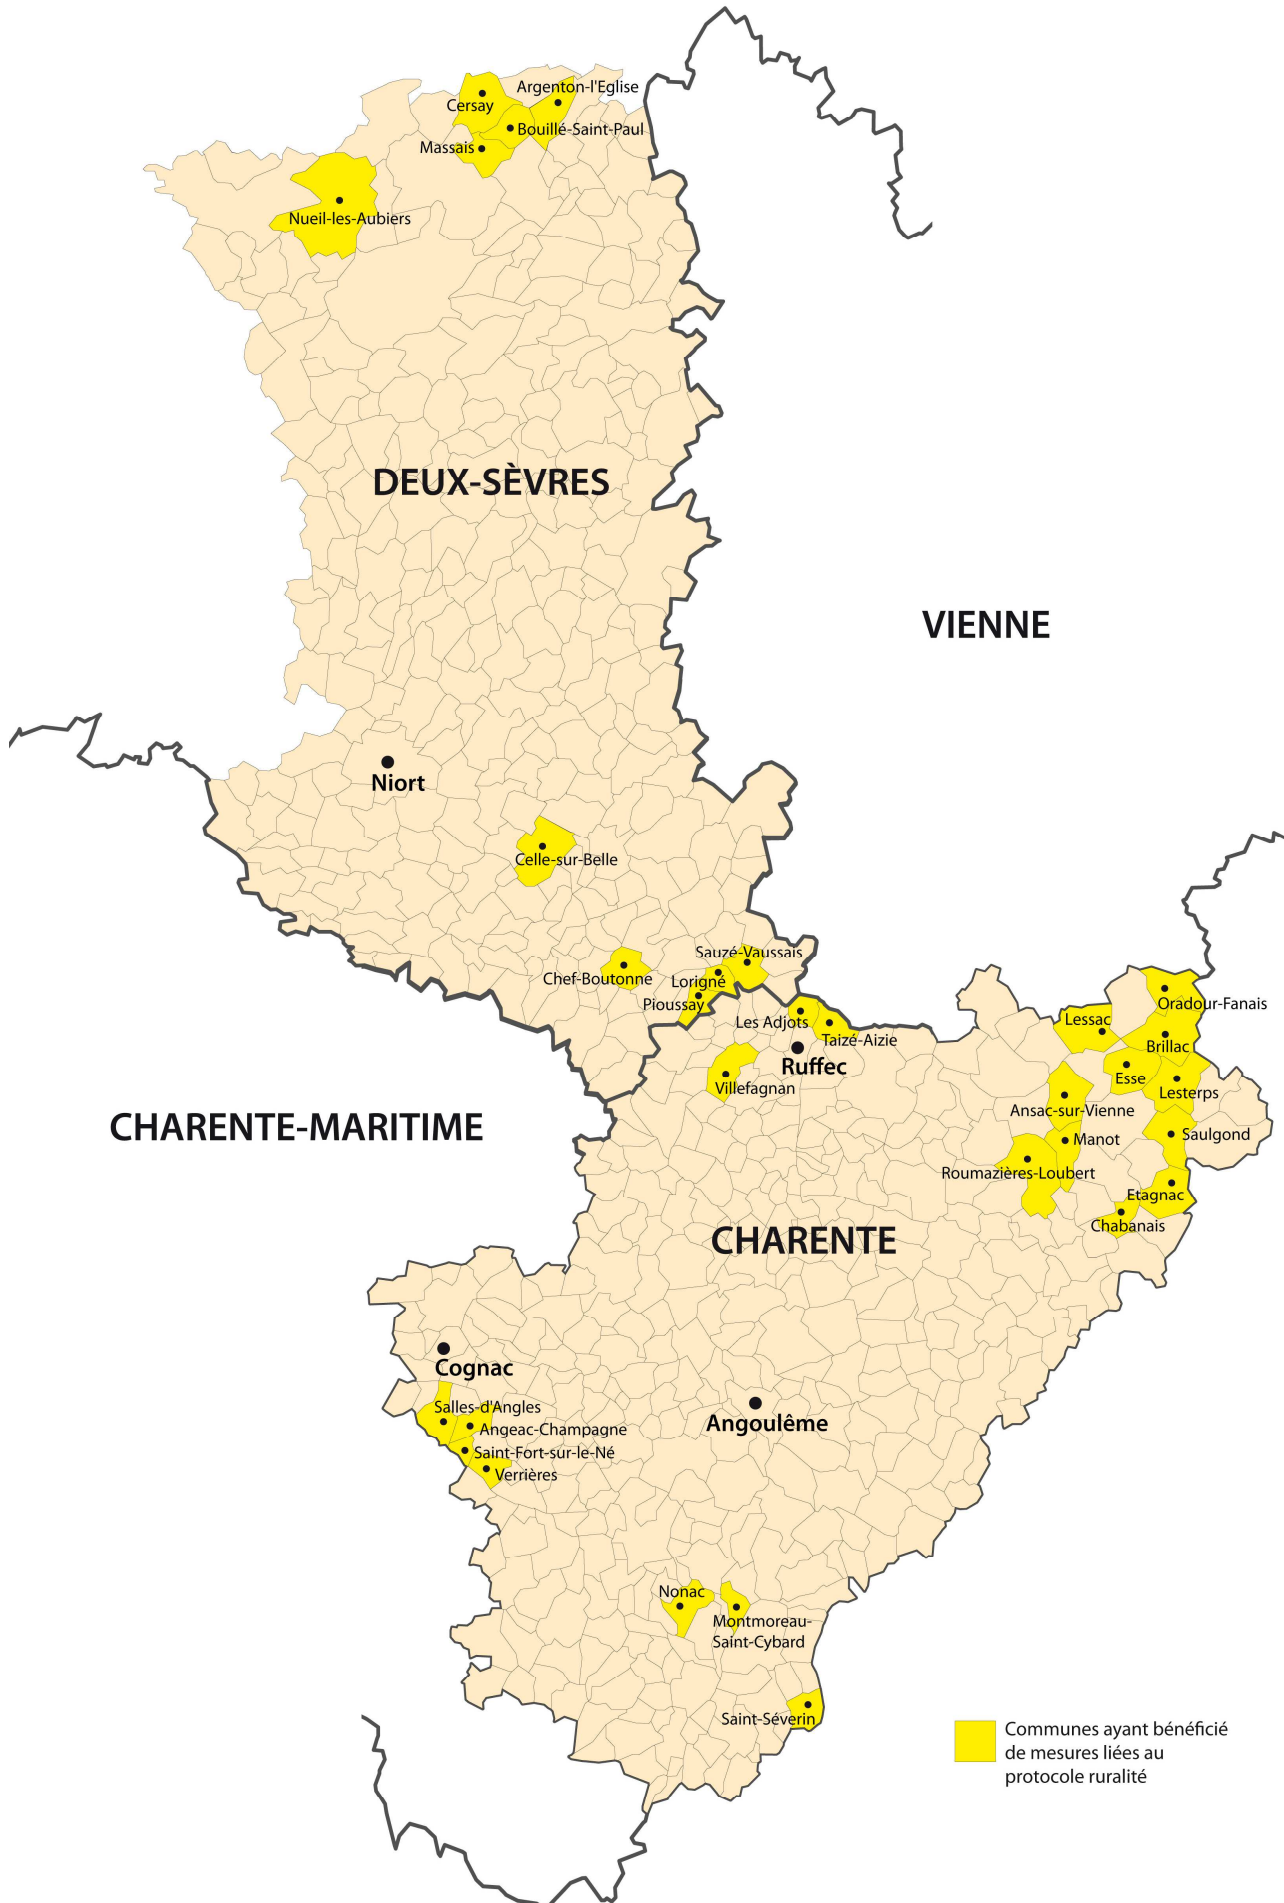 Argenton-l'Eglise
Cersay
Bouillé-Saint-Paul
Massais
Nueil-les-Aubiers
DEUX-SÈVRES
VIENNE
Niort
Celle-sur-Belle
Sauzé-Vaussais
Chef-Boutonne
Lorigné
Pioussay
Les Adjots
Taizé-Aizie
Ruffec
Villefagnan
Oradour-Fanais
Lessac
Brillac
Esse
Lesterps
Ansac-sur-Vienne
CHARENTE-MARITIME
Saulgond
Manot
Roumazières-Loubert
Etagnac
Chabanais
CHARENTE
Cognac
Salles-d'Angles
Angeac-Champagne
Angoulême
Saint-Fort-sur-le-Né
Verrières
Nonac
Montmoreau-
Saint-Cybard
Saint-Séverin
Communes ayant bénéficié
de mesures liées au
protocole ruralité